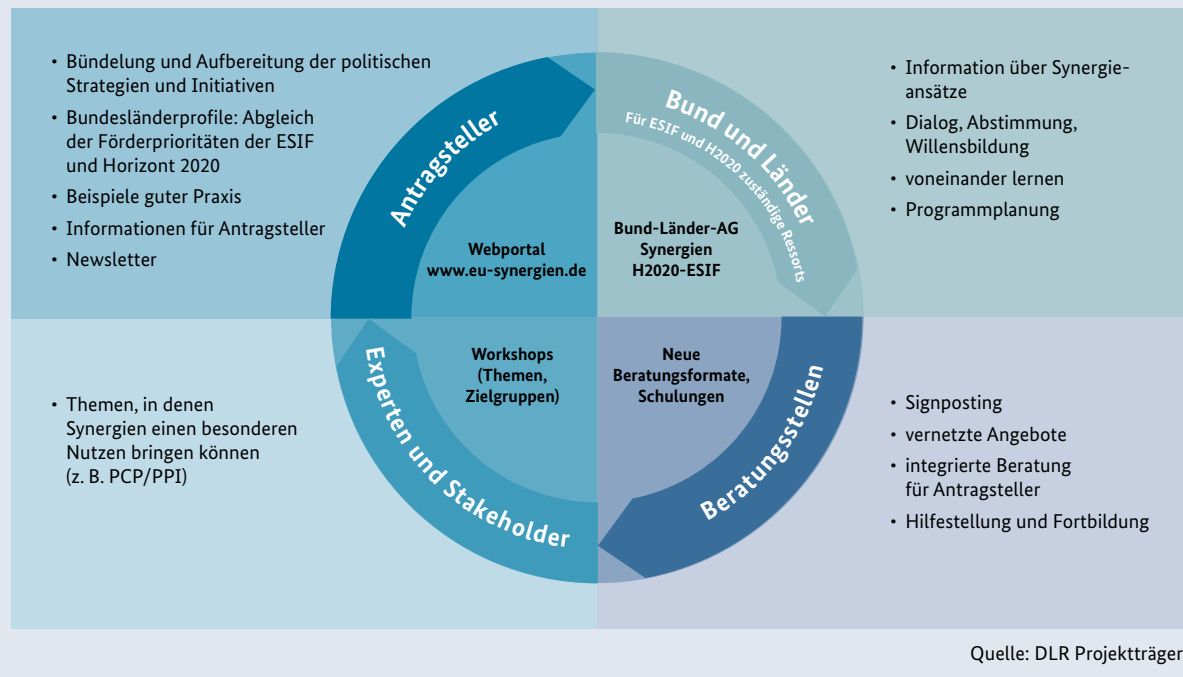 • Bündelung und Aufbereitung der politischen
Strategien und Initiativen
• Bundesländerprofile: Abgleich
der Förderprioritäten der ESIF
und Horizont 2020
• Beispiele guter Praxis
• Informationen für Antragsteller
• Newsletter
Antragsteller
Webportal
www.eu-synergien.de
Bund und Länder
Für ESIF und H2020 zuständige Ressorts
Bund-Länder-AG
Synergien
H2020-ESIF
• Information über Synergie-
ansätze
• Dialog, Abstimmung,
Willensbildung
• voneinander lernen
• Programmplanung
• Themen, in denen
Synergien einen besonderen
Nutzen bringen können
(z. B. PCP/PPI)
Experten und Stakeholder
Workshops
(Themen,
Zielgruppen)
Neue
Beratungsformate,
Schulungen
Beratungsstellen
• Signposting
• vernetzte Angebote
• integrierte Beratung
für Antragsteller
• Hilfestellung und Fortbildung
Quelle: DLR Projektträger